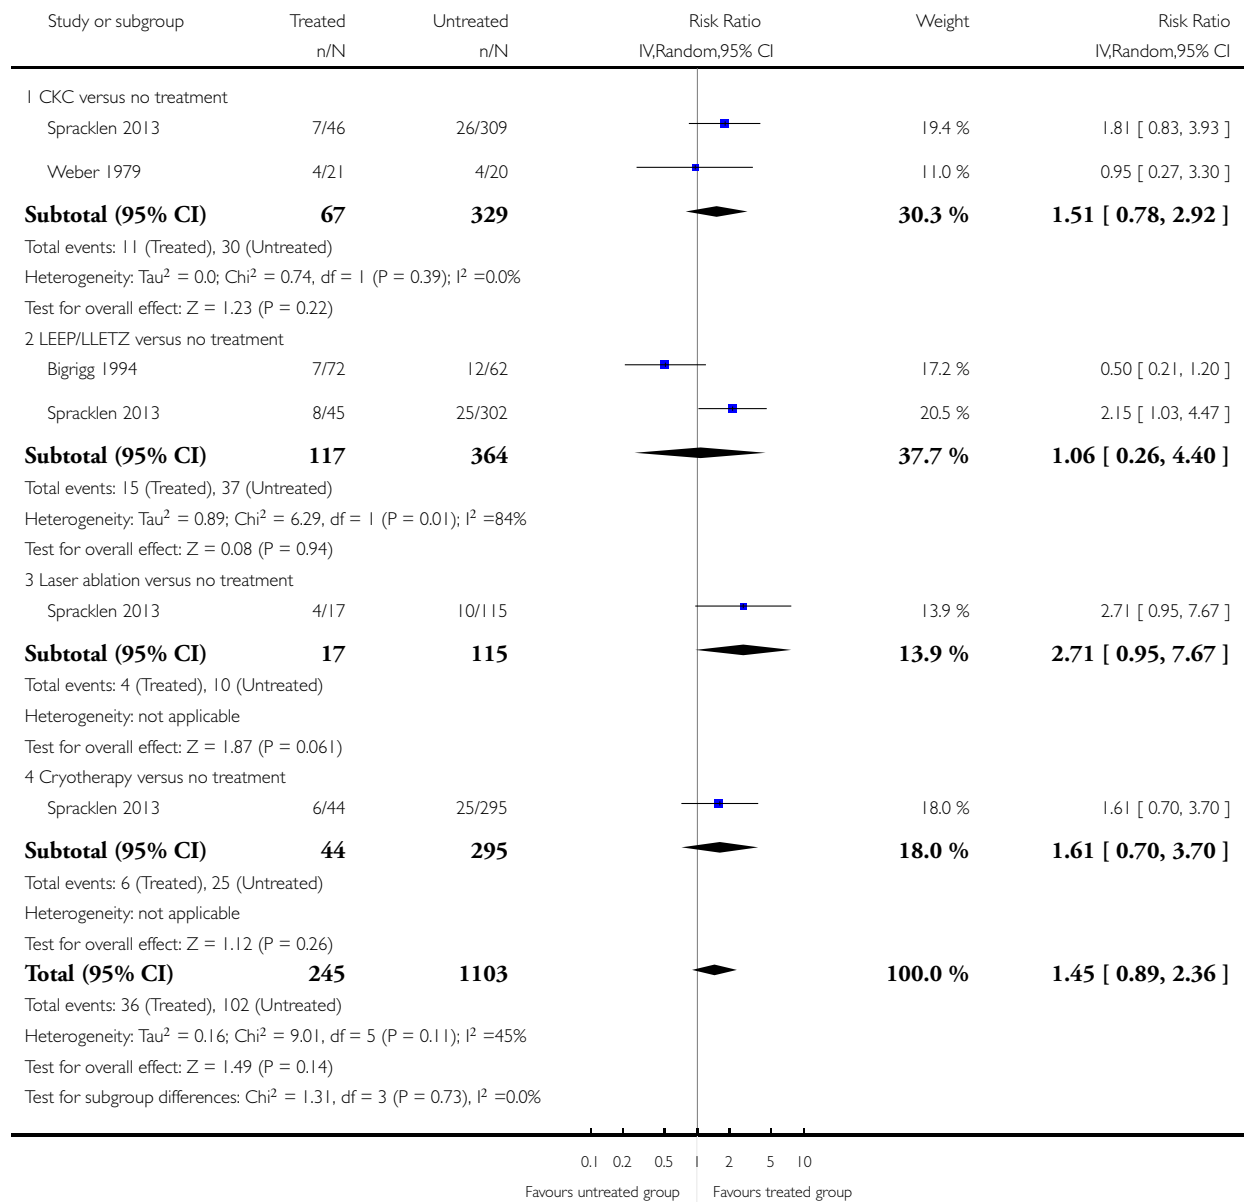 Study or subgroup Treated Untreated Risk Ratio Weight Risk Ratio
n/N n/N IV,Random,95% CI IV,Random,95% CI
1 CKC versus no treatment
Spracklen 2013 7/46 26/309 19.4 % 1.81 [ 0.83, 3.93 ]
Weber 1979 4/21 4/20 11.0 % 0.95 [ 0.27, 3.30 ]
Subtotal (95% CI) 67 329 30.3 % 1.51 [ 0.78, 2.92 ]
Total events: 11 (Treated), 30 (Untreated)
Heterogeneity: Tau² = 0.0; Chi² = 0.74, df = 1 (P = 0.39); I² =0.0%
Test for overall effect: Z = 1.23 (P = 0.22)
2 LEEP/LLETZ versus no treatment
Bigrigg 1994 7/72 12/62 17.2 % 0.50 [ 0.21, 1.20 ]
Spracklen 2013 8/45 25/302 20.5 % 2.15 [ 1.03, 4.47 ]
Subtotal (95% CI) 117 364 37.7 % 1.06 [ 0.26, 4.40 ]
Total events: 15 (Treated), 37 (Untreated)
Heterogeneity: Tau² = 0.89; Chi² = 6.29, df = 1 (P = 0.01); I² =84%
Test for overall effect: Z = 0.08 (P = 0.94)
3 Laser ablation versus no treatment
Spracklen 2013 4/17 10/115 13.9 % 2.71 [ 0.95, 7.67 ]
Subtotal (95% CI) 17 115 13.9 % 2.71 [ 0.95, 7.67 ]
Total events: 4 (Treated), 10 (Untreated)
Heterogeneity: not applicable
Test for overall effect: Z = 1.87 (P = 0.061)
4 Cryotherapy versus no treatment
Spracklen 2013 6/44 25/295 18.0 % 1.61 [ 0.70, 3.70 ]
Subtotal (95% CI) 44 295 18.0 % 1.61 [ 0.70, 3.70 ]
Total events: 6 (Treated), 25 (Untreated)
Heterogeneity: not applicable
Test for overall effect: Z = 1.12 (P = 0.26)
Total (95% CI) 245 1103 100.0 % 1.45 [ 0.89, 2.36 ]
Total events: 36 (Treated), 102 (Untreated)
Heterogeneity: Tau² = 0.16; Chi² = 9.01, df = 5 (P = 0.11); I² =45%
Test for overall effect: Z = 1.49 (P = 0.14)
Test for subgroup differences: Chi² = 1.31, df = 3 (P = 0.73), I² =0.0%
0.1 0.2 0.5 1 2 5 10
Favours untreated group Favours treated group